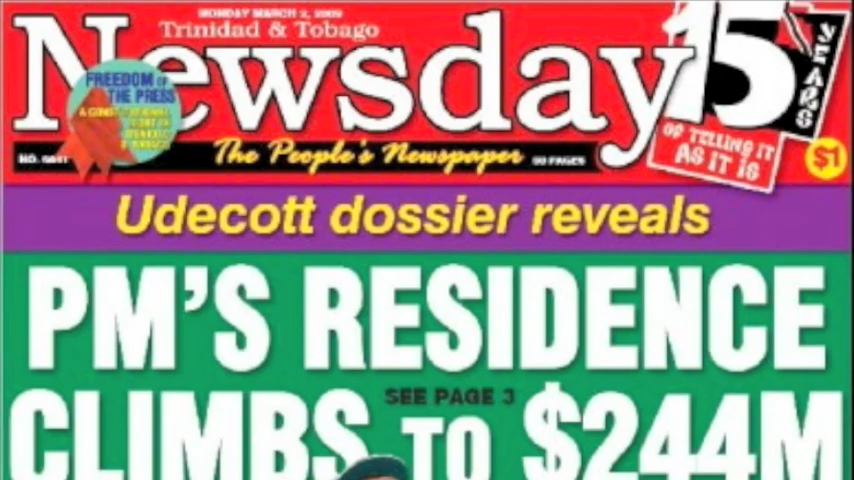 MONDAY MARCH 2, 2009
Trinidad & Tobago
Newsday
15 YEARS
OF TELLING IT
AS IT IS
FREEDOM OF
THE PRESS
The People's Newspaper
PAGES
$1
Udecott dossier reveals
PM'S RESIDENCE
CLIMBS TO $244M
SEE PAGE 3